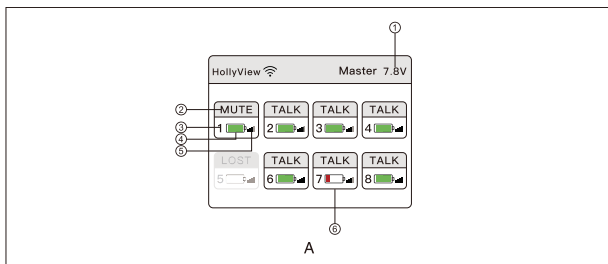 ①
HollyView Master 7.8V
② MUTE TALK TALK TALK
③ 1 2 3 4
④
⑤
LOST TALK TALK TALK
5 6 7 8
⑥
A